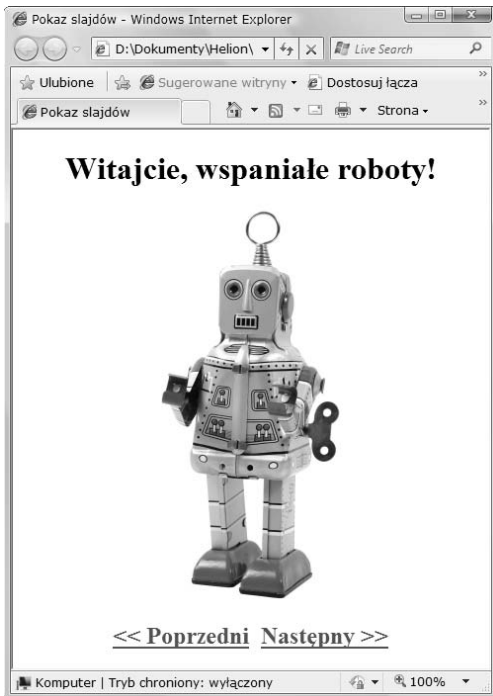 Pokaz slajdów - Windows Internet Explorer
D:\Dokumenty\Helion\ Live Search
Ulubione Sugerowane witryny Dostosuj łącza »
Pokaz slajdów Strona »
Witajcie, wspaniałe roboty!
<< Poprzedni Następny >>
Komputer | Tryb chroniony: wyłączony 100%